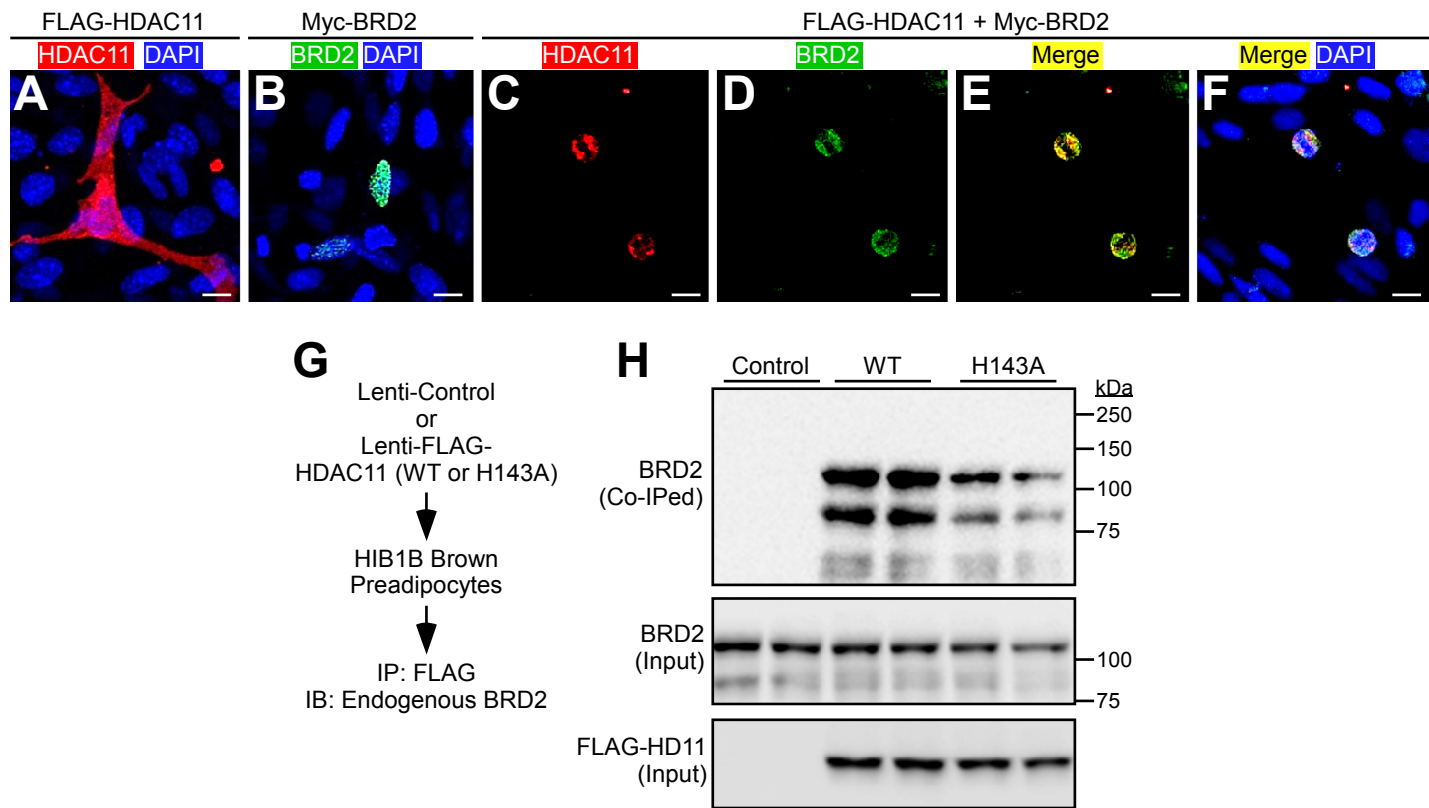 FLAG-HDAC11
Myc-BRD2
FLAG-HDAC11 + Myc-BRD2
HDAC11 DAPI
BRD2 DAPI
HDAC11
BRD2
Merge
Merge DAPI
A
B
C
D
E
F
G
Lenti-Control
or
Lenti-FLAG-
HDAC11 (WT or H143A)
HIB1B Brown
Preadipocytes
IP: FLAG
IB: Endogenous BRD2
H
Control
WT
H143A
kDa
250
150
100
75
BRD2
(Co-IPed)
BRD2
(Input)
100
75
FLAG-HD11
(Input)